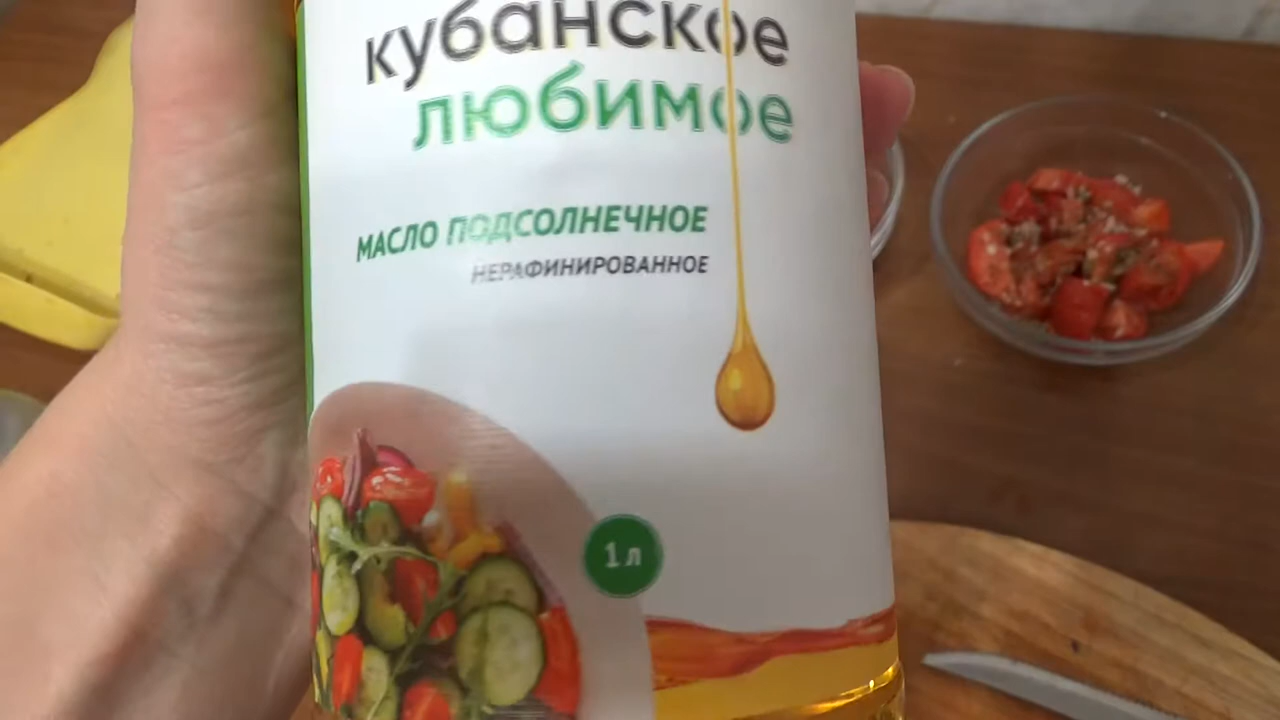 кубанское
любимое
МАСЛО ПОДСОЛНЕЧНОЕ
НЕРАФИНИРОВАННОЕ
1 л